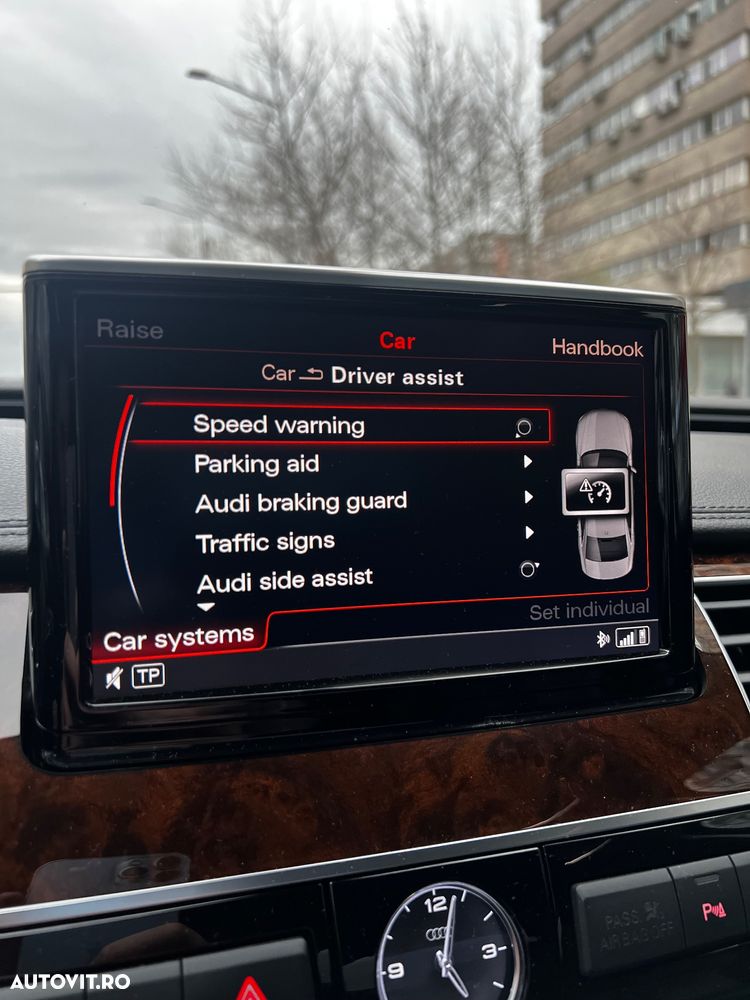 Raise
Car
Handbook
Car Driver assist
Speed warning
Parking aid
Audi braking guard
Traffic signs
Audi side assist
Set individual
Car systems
TP
12
3
9
PASS
AIRBAG OFF
P
AUTOVIT.RO